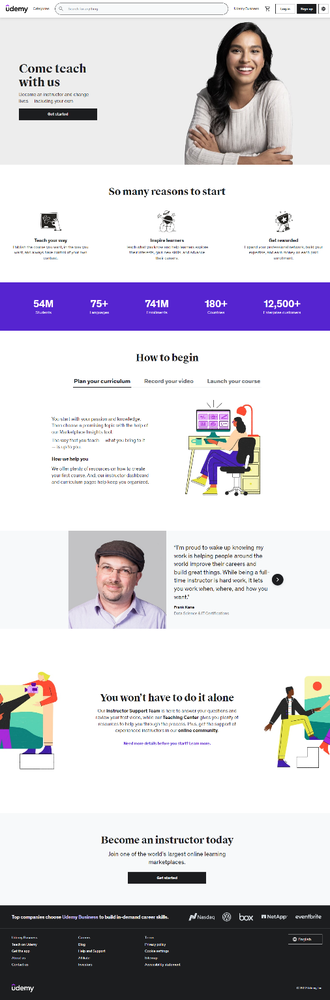 udemy
Categories
Search for anything
Udemy Business
Log in
Sign up
Come teach
with us
Become an instructor and change
lives — including your own
Get started
So many reasons to start
Teach your way
Publish the course you want, in the way you
want, and always have control of your own
content.
Inspire learners
Teach what you know and help learners explore
their interests, gain new skills, and advance
their careers.
Get rewarded
Expand your professional network, build your
expertise, and earn money on each paid
enrollment.
54M
Students
75+
Languages
741M
Enrollments
180+
Countries
12,500+
Enterprise customers
How to begin
Plan your curriculum
Record your video
Launch your course
You start with your passion and knowledge.
Then choose a promising topic with the help of
our Marketplace Insights tool.
The way that you teach — what you bring to it
— is up to you.
How we help you
We offer plenty of resources on how to create
your first course. And, our instructor dashboard
and curriculum pages help keep you organized.
C++
“I’m proud to wake up knowing my
work is helping people around the
world improve their careers and
build great things. While being a full-
time instructor is hard work, it lets
you work when, where, and how you
want.”
Frank Kane
Data Science & IT Certifications
You won’t have to do it alone
Our Instructor Support Team is here to answer your questions and
review your test video, while our Teaching Center gives you plenty of
resources to help you through the process. Plus, get the support of
experienced instructors in our online community.
Need more details before you start? Learn more.
Become an instructor today
Join one of the world’s largest online learning
marketplaces.
Get started
Top companies choose Udemy Business to build in-demand career skills.
Nasdaq
box
NetApp
eventbrite
Udemy Business
Teach on Udemy
Get the app
About us
Contact us
Careers
Blog
Help and Support
Affiliate
Investors
Terms
Privacy policy
Cookie settings
Sitemap
Accessibility statement
English
udemy
© 2022 Udemy, Inc.